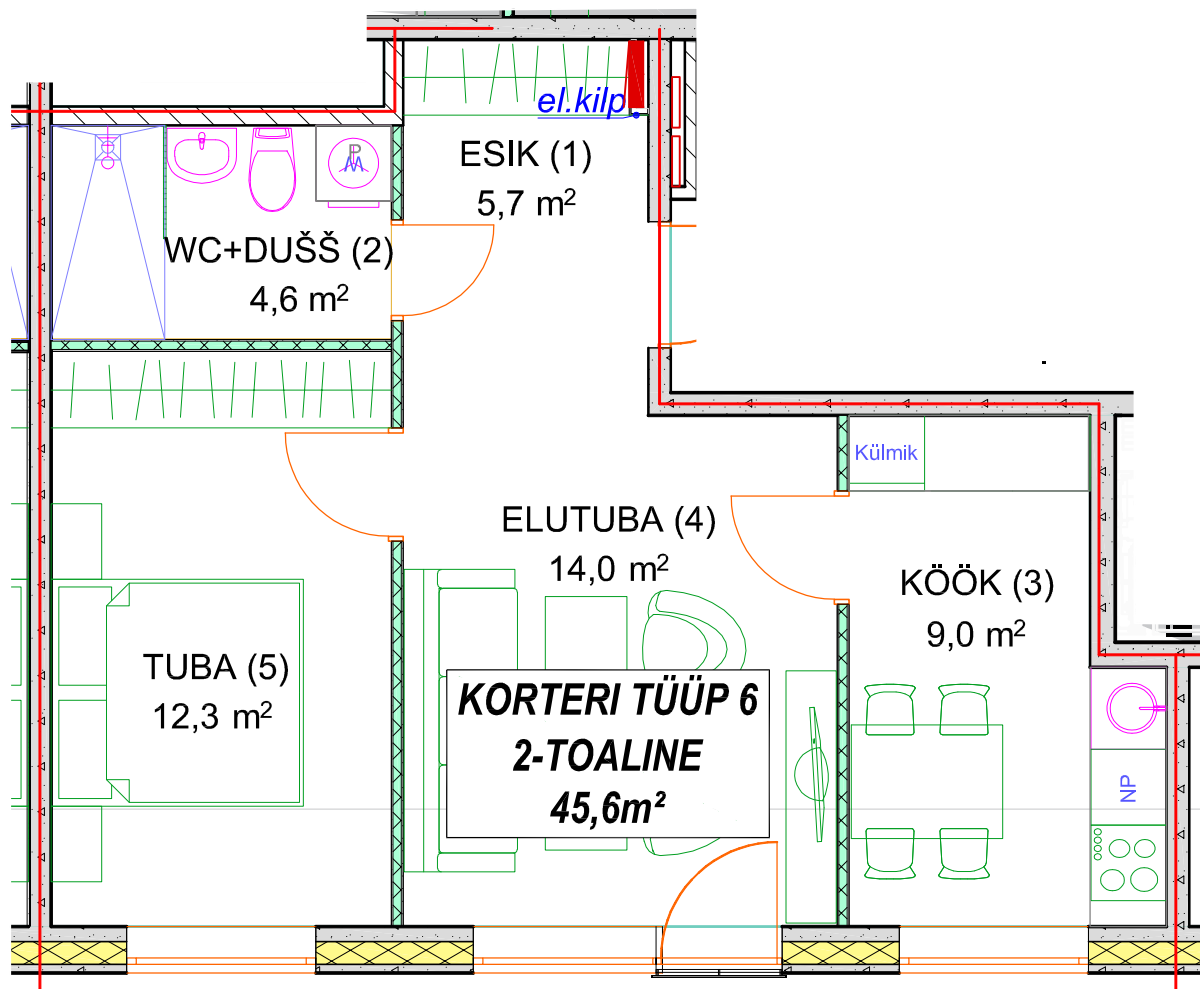 el.kilp
ESIK (1)
5,7 m²
P
WC+DUŠŠ (2)
4,6 m²
Külmik
ELUTUBA (4)
14,0 m²
KÖÖK (3)
9,0 m²
TUBA (5)
12,3 m²
KORTERI TÜÜP 6
2-TOALINE
45,6m²
NP